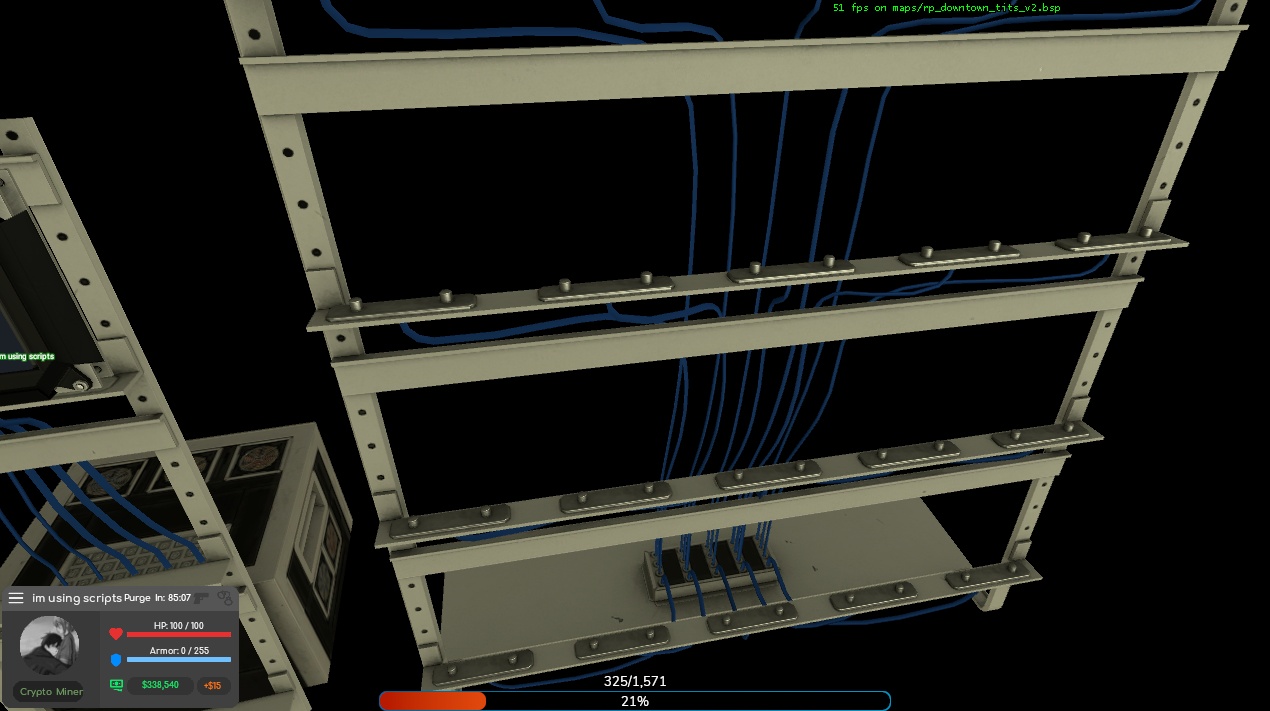 51 fps on maps/rp_downtown_tits_v2.bsp
m using scripts
im using scripts Purge In: 85:07
HP: 100 / 100
Armor: 0 / 255
$338,540 +$15
Crypto Miner
325/1,571
21%